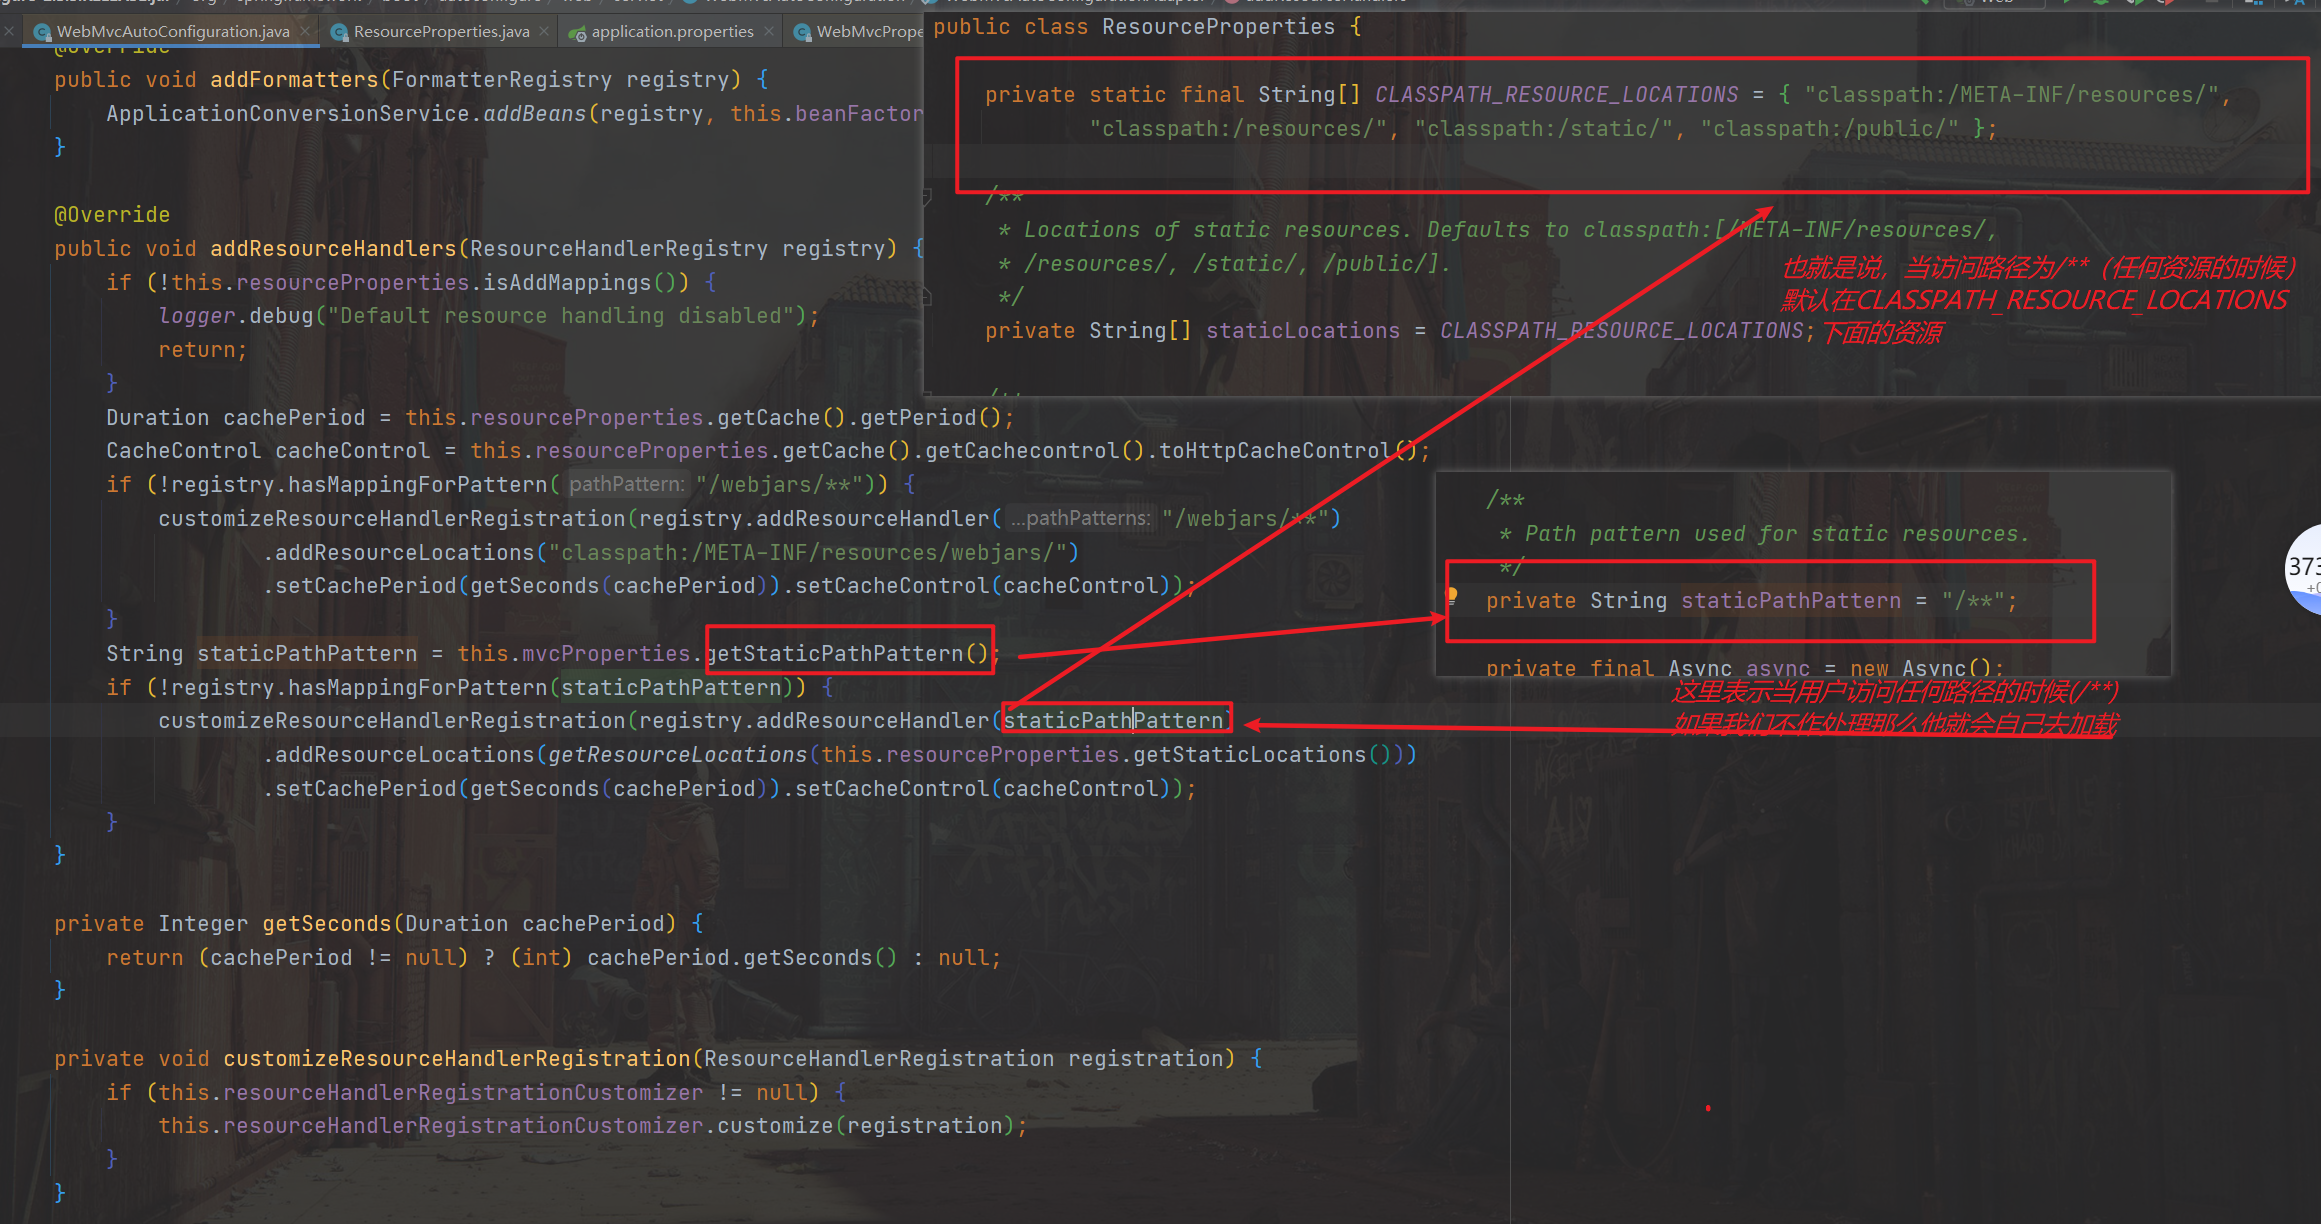 WebMvcAutoConfiguration.java
ResourceProperties.java
application.properties
WebMvcPrope
@Override
public void addFormatters(FormatterRegistry registry) {
ApplicationConversionService.addBeans(registry, this.beanFactor
}
@Override
public void addResourceHandlers(ResourceHandlerRegistry registry) {
if (!this.resourceProperties.isAddMappings()) {
logger.debug("Default resource handling disabled");
return;
}
Duration cachePeriod = this.resourceProperties.getCache().getPeriod();
CacheControl cacheControl = this.resourceProperties.getCache().getCachecontrol().toHttpCacheControl();
if (!registry.hasMappingForPattern( pathPattern: "/webjars/**")) {
customizeResourceHandlerRegistration(registry.addResourceHandler( ...pathPatterns: "/webjars/**")
.addResourceLocations("classpath:/META-INF/resources/webjars/")
.setCachePeriod(getSeconds(cachePeriod)).setCacheControl(cacheControl));
}
String staticPathPattern = this.mvcProperties.getStaticPathPattern();
if (!registry.hasMappingForPattern(staticPathPattern)) {
customizeResourceHandlerRegistration(registry.addResourceHandler(staticPathPattern)
.addResourceLocations(getResourceLocations(this.resourceProperties.getStaticLocations()))
.setCachePeriod(getSeconds(cachePeriod)).setCacheControl(cacheControl));
}
}
private Integer getSeconds(Duration cachePeriod) {
return (cachePeriod != null) ? (int) cachePeriod.getSeconds() : null;
}
private void customizeResourceHandlerRegistration(ResourceHandlerRegistration registration) {
if (this.resourceHandlerRegistrationCustomizer != null) {
this.resourceHandlerRegistrationCustomizer.customize(registration);
}
}
public class ResourceProperties {
private static final String[] CLASSPATH_RESOURCE_LOCATIONS = { "classpath:/META-INF/resources/",
"classpath:/resources/", "classpath:/static/", "classpath:/public/" };
/**
* Locations of static resources. Defaults to classpath:[/META-INF/resources/,
* /resources/, /static/, /public/].
*/
private String[] staticLocations = CLASSPATH_RESOURCE_LOCATIONS;
也就是说，当访问路径为/**（任何资源的时候）
默认在CLASSPATH_RESOURCE_LOCATIONS
下面的资源
/**
* Path pattern used for static resources.
*/
private String staticPathPattern = "/**";
private final Async async = new Async();
这里表示当用户访问任何路径的时候(/**)
如果我们不作处理那么他就会自己去加载
373